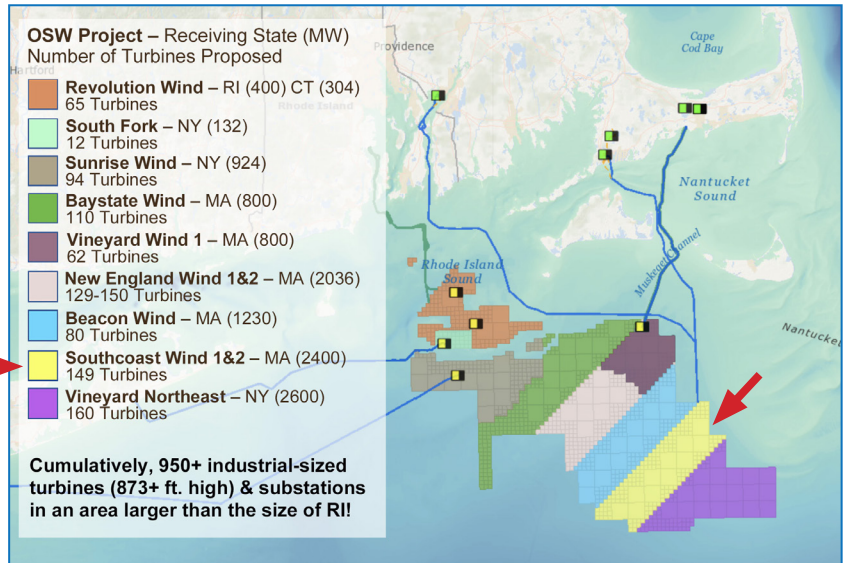 OSW Project – Receiving State (MW)
Number of Turbines Proposed
Revolution Wind – RI (400) CT (304)
65 Turbines
South Fork – NY (132)
12 Turbines
Sunrise Wind – NY (924)
94 Turbines
Baystate Wind – MA (800)
110 Turbines
Vineyard Wind 1 – MA (800)
62 Turbines
New England Wind 1&2 – MA (2036)
129-150 Turbines
Beacon Wind – MA (1230)
80 Turbines
Southcoast Wind 1&2 – MA (2400)
149 Turbines
Vineyard Northeast – NY (2600)
160 Turbines
Cumulatively, 950+ industrial-sized
turbines (873+ ft. high) & substations
in an area larger than the size of RI!
Hartford
Providence
Rhode Island
Cape
Cod Bay
Nantucket
Sound
Muskeget Channel
Rhode Island
Sound
Nantucket